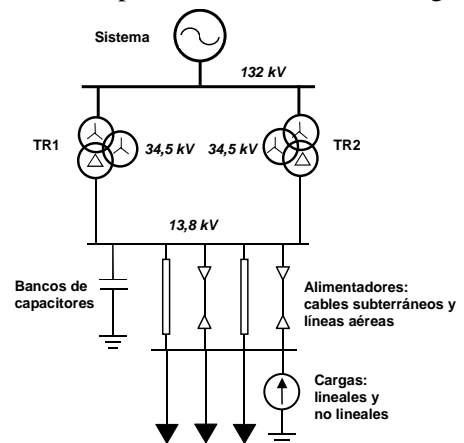 Sistema
132 kV
TR1
34,5 kV
34,5 kV
TR2
13,8 kV
Bancos de
capacitores
Alimentadores:
cables subterráneos y
líneas aéreas
Cargas:
lineales y
no lineales